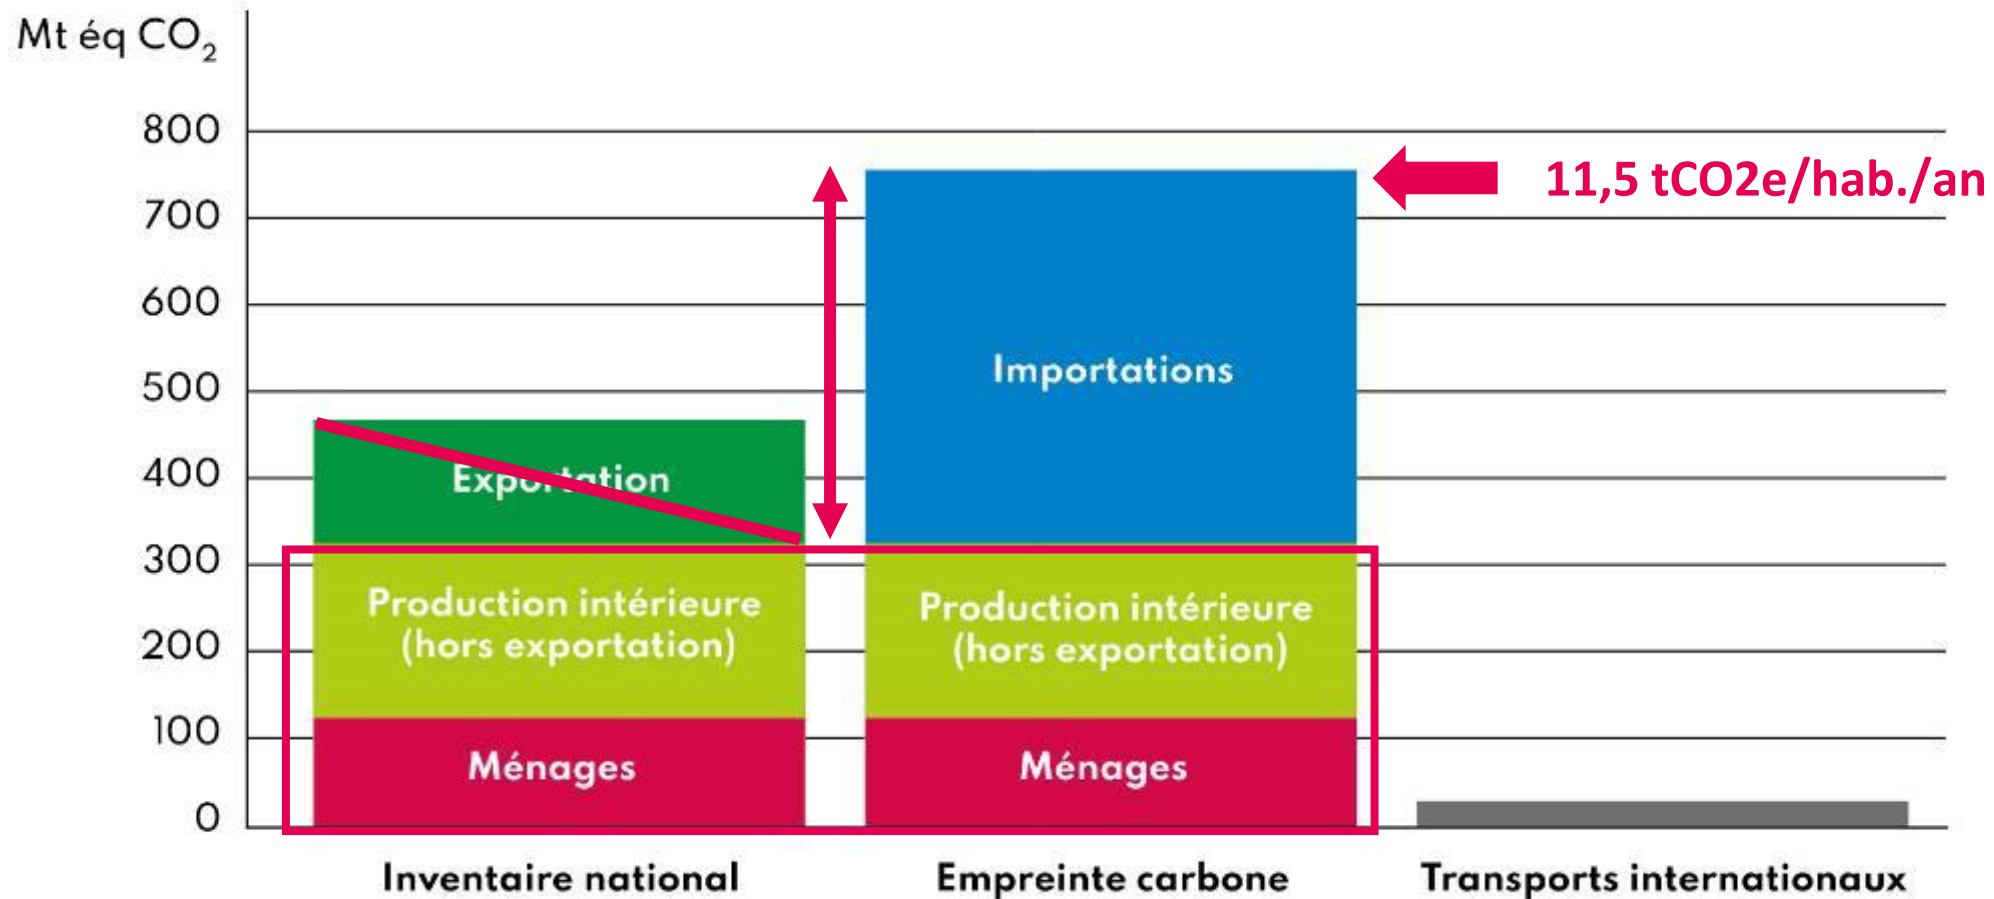 Mt éq CO₂
800
700
600
500
400
300
200
100
0
11,5 tCO2e/hab./an
Exportation
Production intérieure
(hors exportation)
Ménages
Importations
Production intérieure
(hors exportation)
Ménages
Inventaire national
Empreinte carbone
Transports internationaux